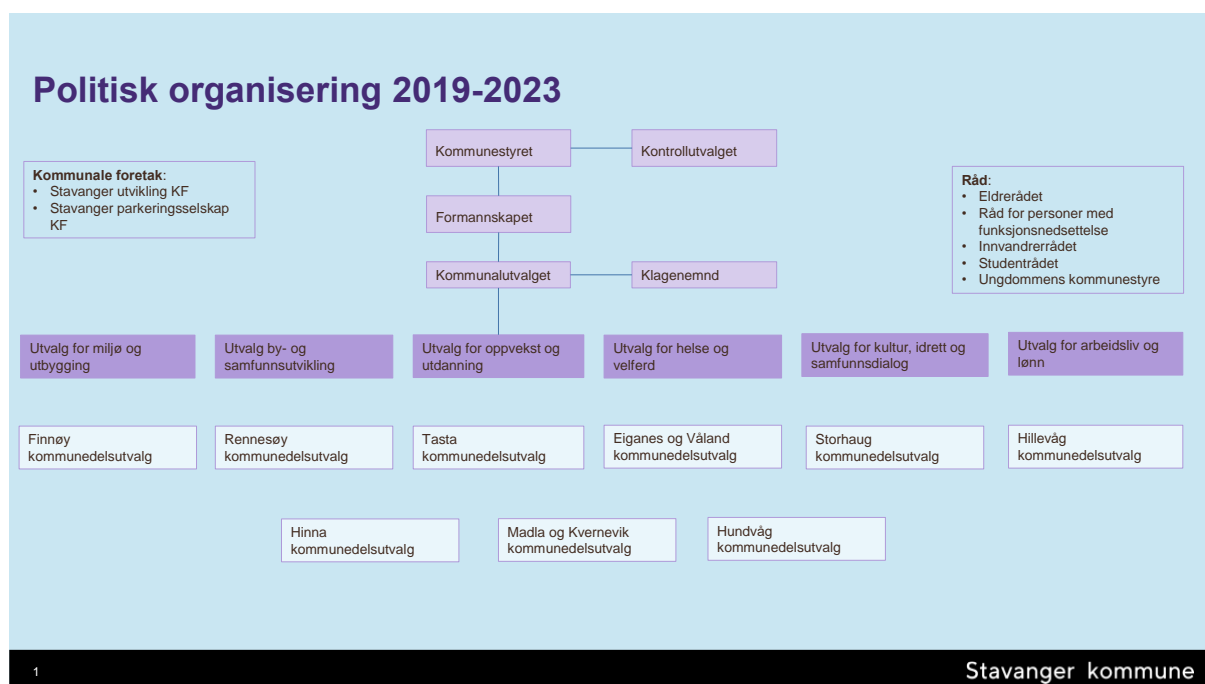 Politisk organisering 2019-2023
Kommunestyret
Kontrollutvalget
Kommunale foretak:
• Stavanger utvikling KF
• Stavanger parkeringsselskap
KF
Råd:
• Eldrerådet
• Råd for personer med
funksjonsnedsettelse
• Innvandrerrådet
• Studentrådet
• Ungdommens kommunestyre
Formannskapet
Kommunalutvalget
Klagenemnd
Utvalg for miljø og
utbygging
Utvalg by- og
samfunnsutvikling
Utvalg for oppvekst og
utdanning
Utvalg for helse og
velferd
Utvalg for kultur, idrett og
samfunnsdialog
Utvalg for arbeidsliv og
lønn
Finnøy
kommunedelsutvalg
Rennesøy
kommunedelsutvalg
Tasta
kommunedelsutvalg
Eiganes og Våland
kommunedelsutvalg
Storhaug
kommunedelsutvalg
Hillevåg
kommunedelsutvalg
Hinna
kommunedelsutvalg
Madla og Kvernevik
kommunedelsutvalg
Hundvåg
kommunedelsutvalg
1
Stavanger kommune